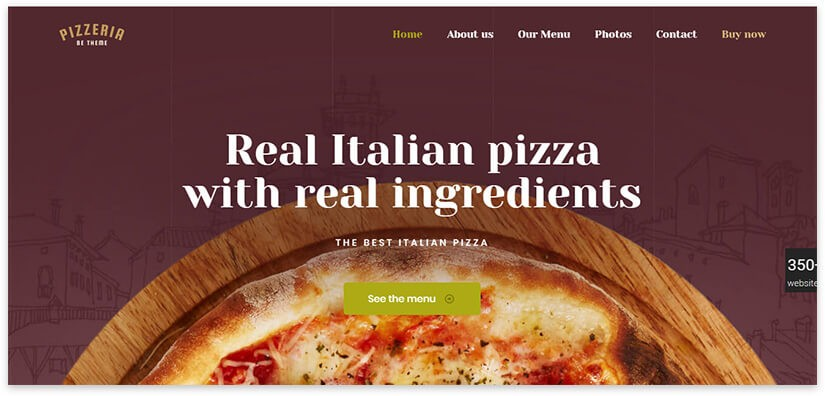 PIZZERIA
BE THEME
Home About us Our Menu Photos Contact Buy now
Real Italian pizza
with real ingredients
THE BEST ITALIAN PIZZA
See the menu
350+
website